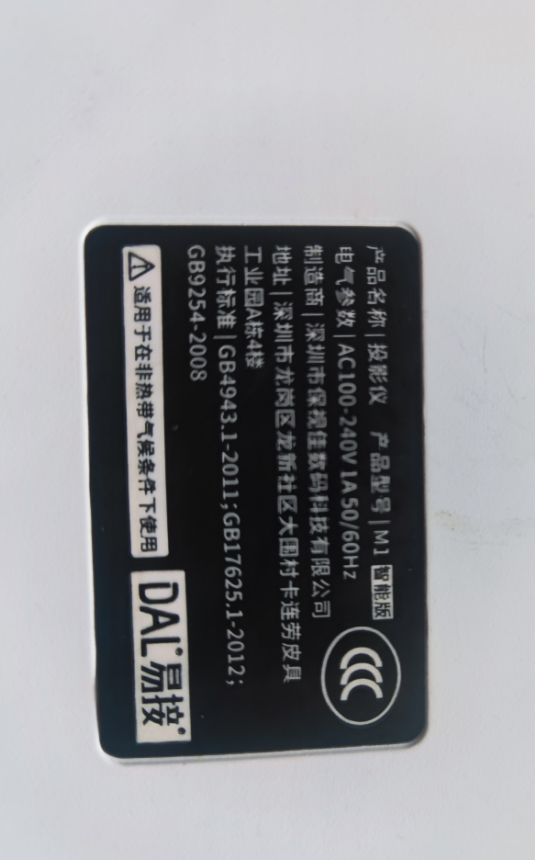 产品名称 | 投影仪 产品型号 | M1 智能版
电气参数 | AC100-240V 1A 50/60Hz
制造商 | 深圳市保视佳数码科技有限公司
地址 | 深圳市龙岗区龙新社区大围村卡连劳皮具
工业园A栋4楼
执行标准 | GB4943.1-2011;GB17625.1-2012;
GB9254-2008
适用于在非热带气候条件下使用
DAL 易接
CCC